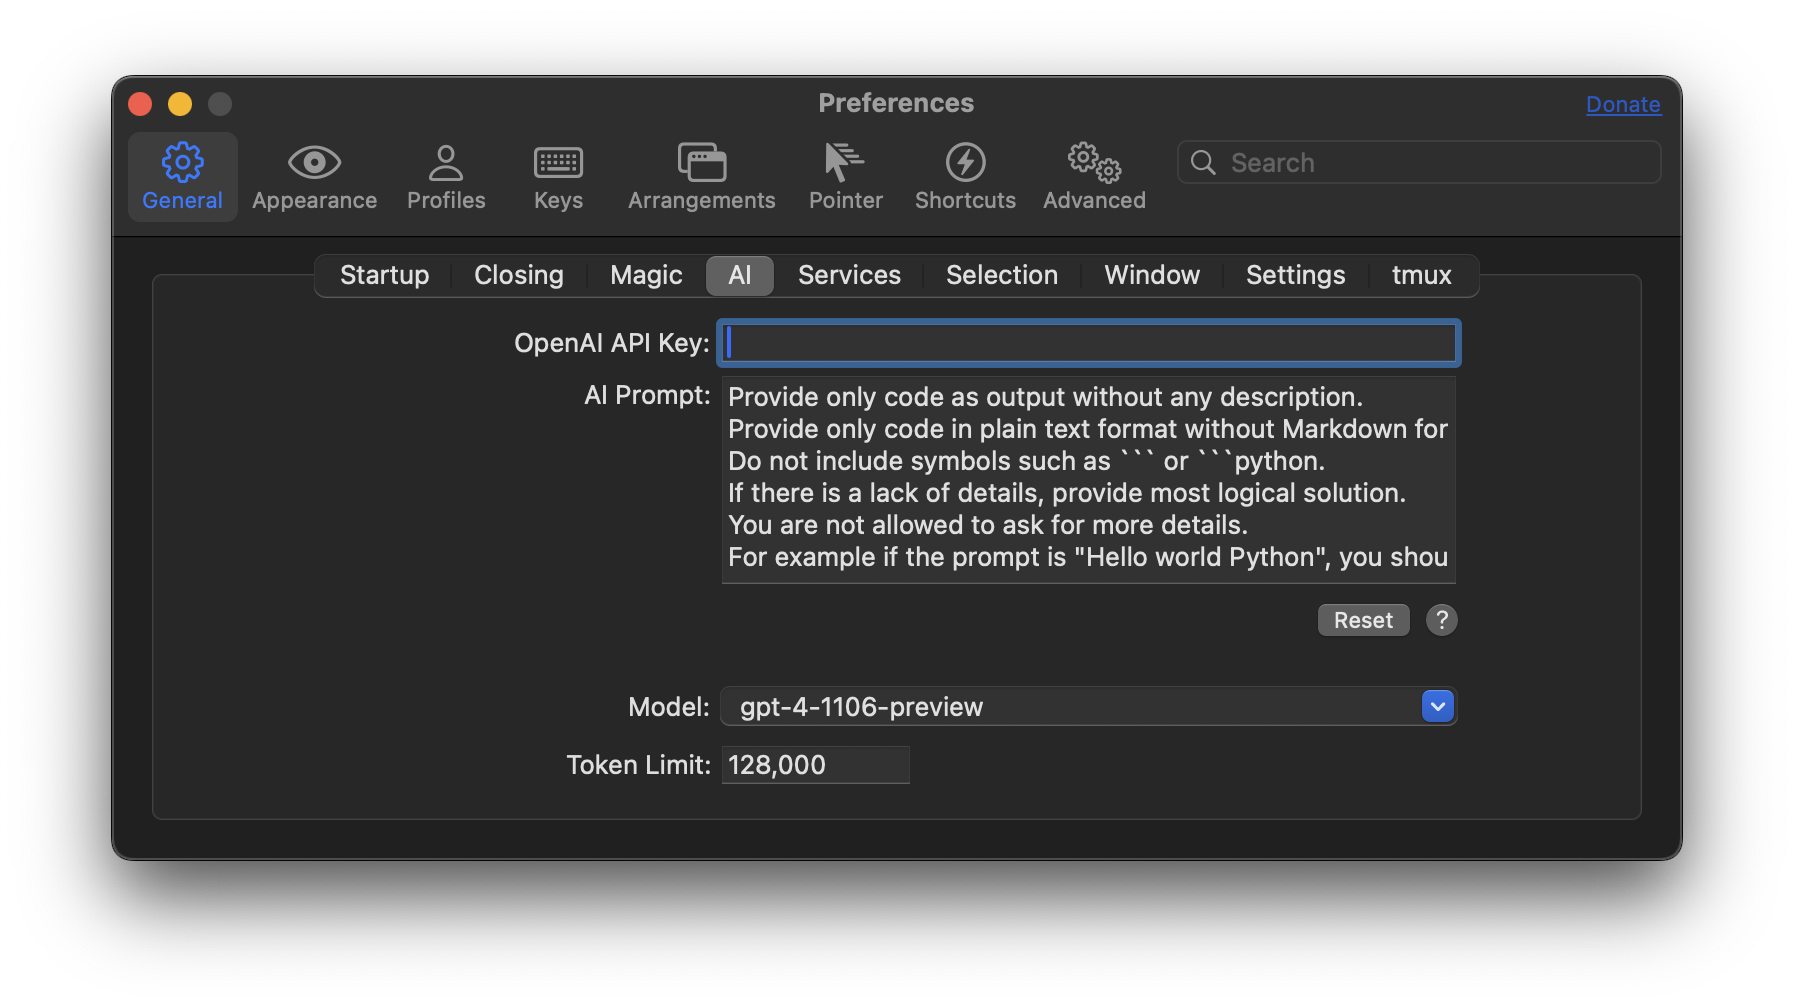 Preferences
Donate
General
Appearance
Profiles
Keys
Arrangements
Pointer
Shortcuts
Advanced
Search
Startup
Closing
Magic
AI
Services
Selection
Window
Settings
tmux
OpenAI API Key:
AI Prompt:
Provide only code as output without any description.
Provide only code in plain text format without Markdown for
Do not include symbols such as ``` or ```python.
If there is a lack of details, provide most logical solution.
You are not allowed to ask for more details.
For example if the prompt is "Hello world Python", you shou
Reset
?
Model:
gpt-4-1106-preview
Token Limit:
128,000